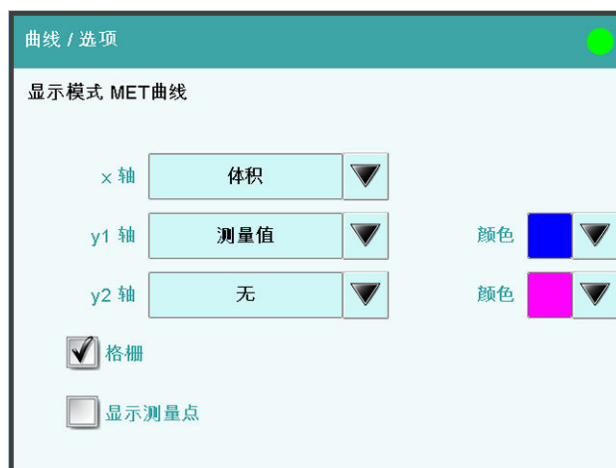 曲线 / 选项
显示模式 MET曲线
x 轴 体积
y1 轴 测量值 颜色
y2 轴 无 颜色
格栅
显示测量点